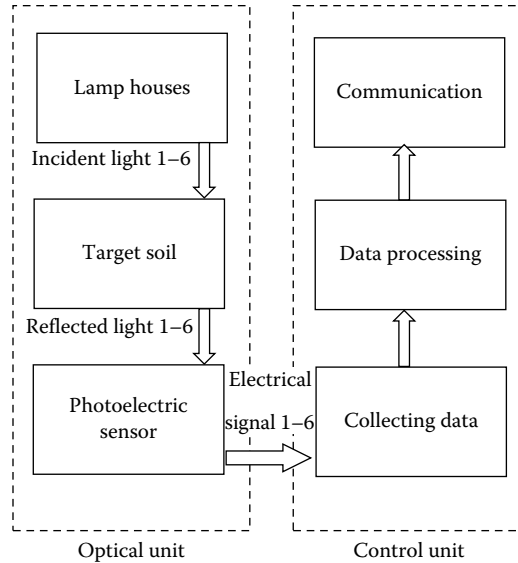 Lamp houses
Incident light 1–6
Target soil
Reflected light 1–6
Photoelectric
sensor
Electrical
signal 1–6
Optical unit
Communication
Data processing
Collecting data
Control unit